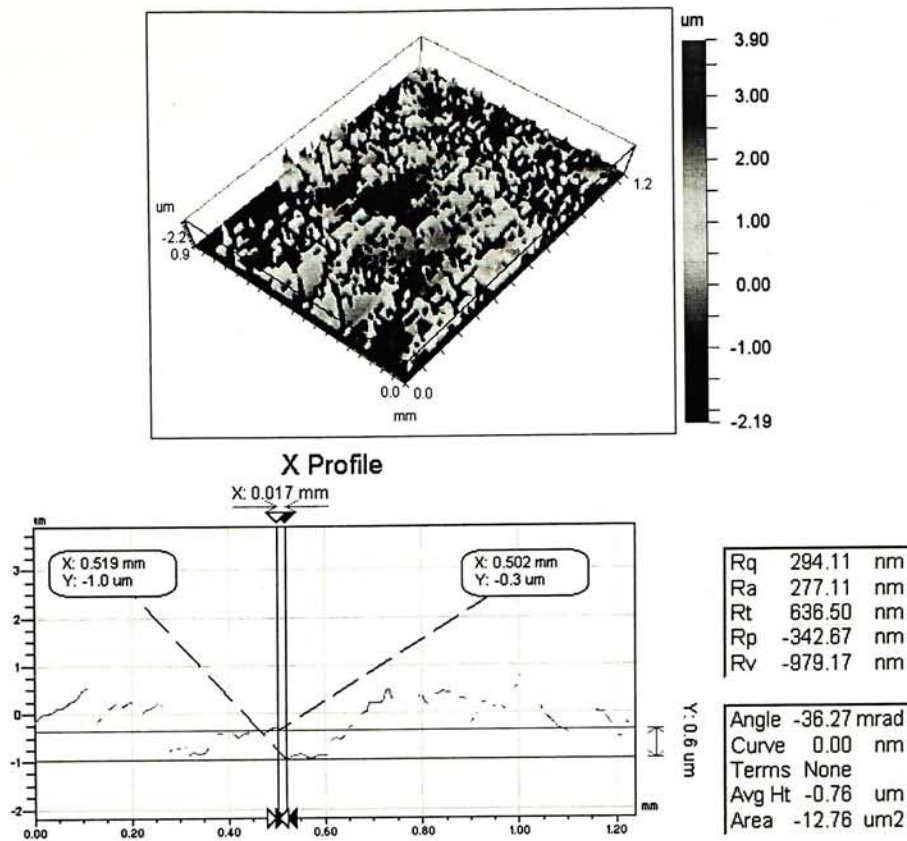 um
3.90
3.00
2.00
1.00
0.00
-1.00
-2.19
1.2
um
-2.2
0.9
0.0 0.0
mm
X Profile
X: 0.017 mm
um
X: 0.519 mm
Y: -1.0 um
X: 0.502 mm
Y: -0.3 um
3
2
1
0
-1
-2
Y: 0.6 um
mm
0.00 0.20 0.40 0.60 0.80 1.00 1.20
Rq 294.11 nm
Ra 277.11 nm
Rt 636.50 nm
Rp -342.67 nm
Rv -979.17 nm
Angle -36.27 mrad
Curve 0.00 nm
Terms None
Avg Ht -0.76 um
Area -12.76 um2